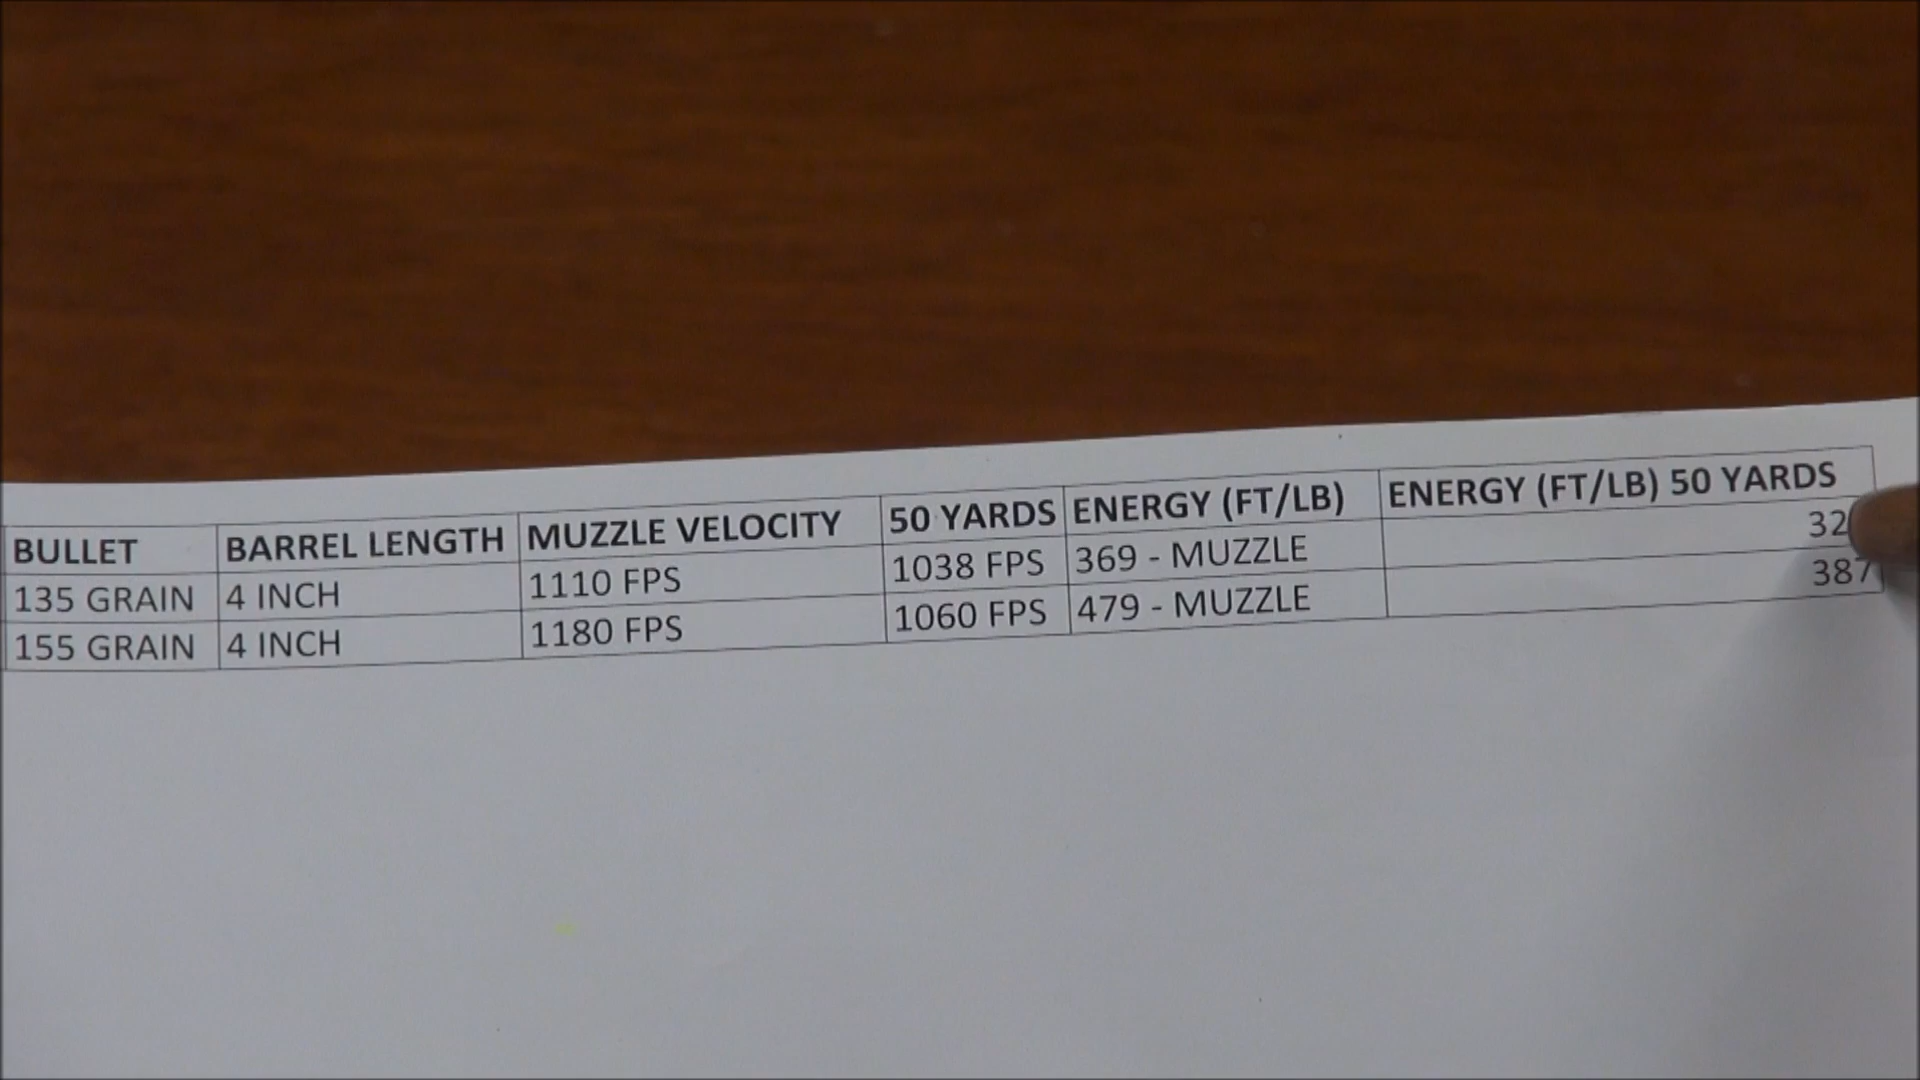 BULLET BARREL LENGTH MUZZLE VELOCITY 50 YARDS ENERGY (FT/LB) ENERGY (FT/LB) 50 YARDS
135 GRAIN 4 INCH 1110 FPS 1038 FPS 369 - MUZZLE
155 GRAIN 4 INCH 1180 FPS 1060 FPS 479 - MUZZLE 387